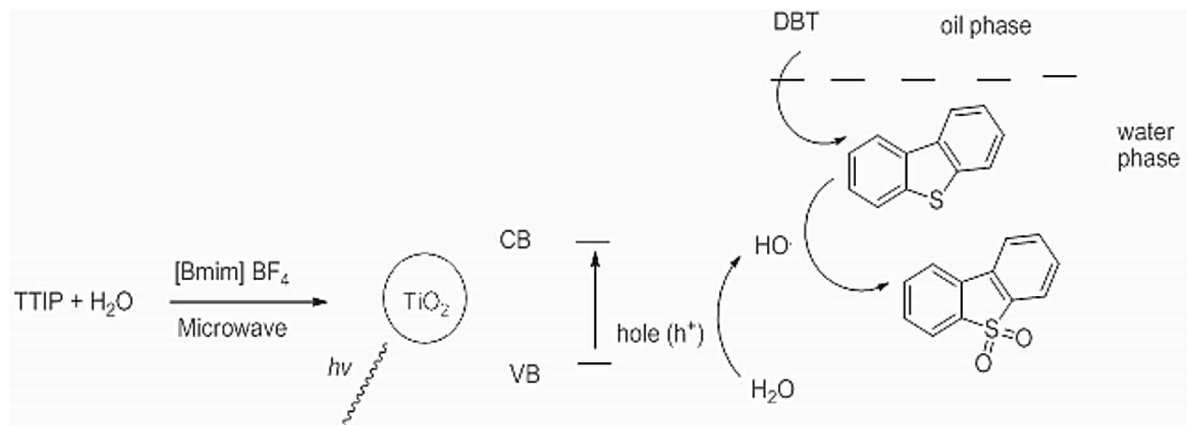 DBT
oil phase
water
phase
S
CB
HO·
[Bmim] BF4
TTIP + H2O
Microwave
TiO2
hole (h+)
hν
VB
H2O
S
O
O